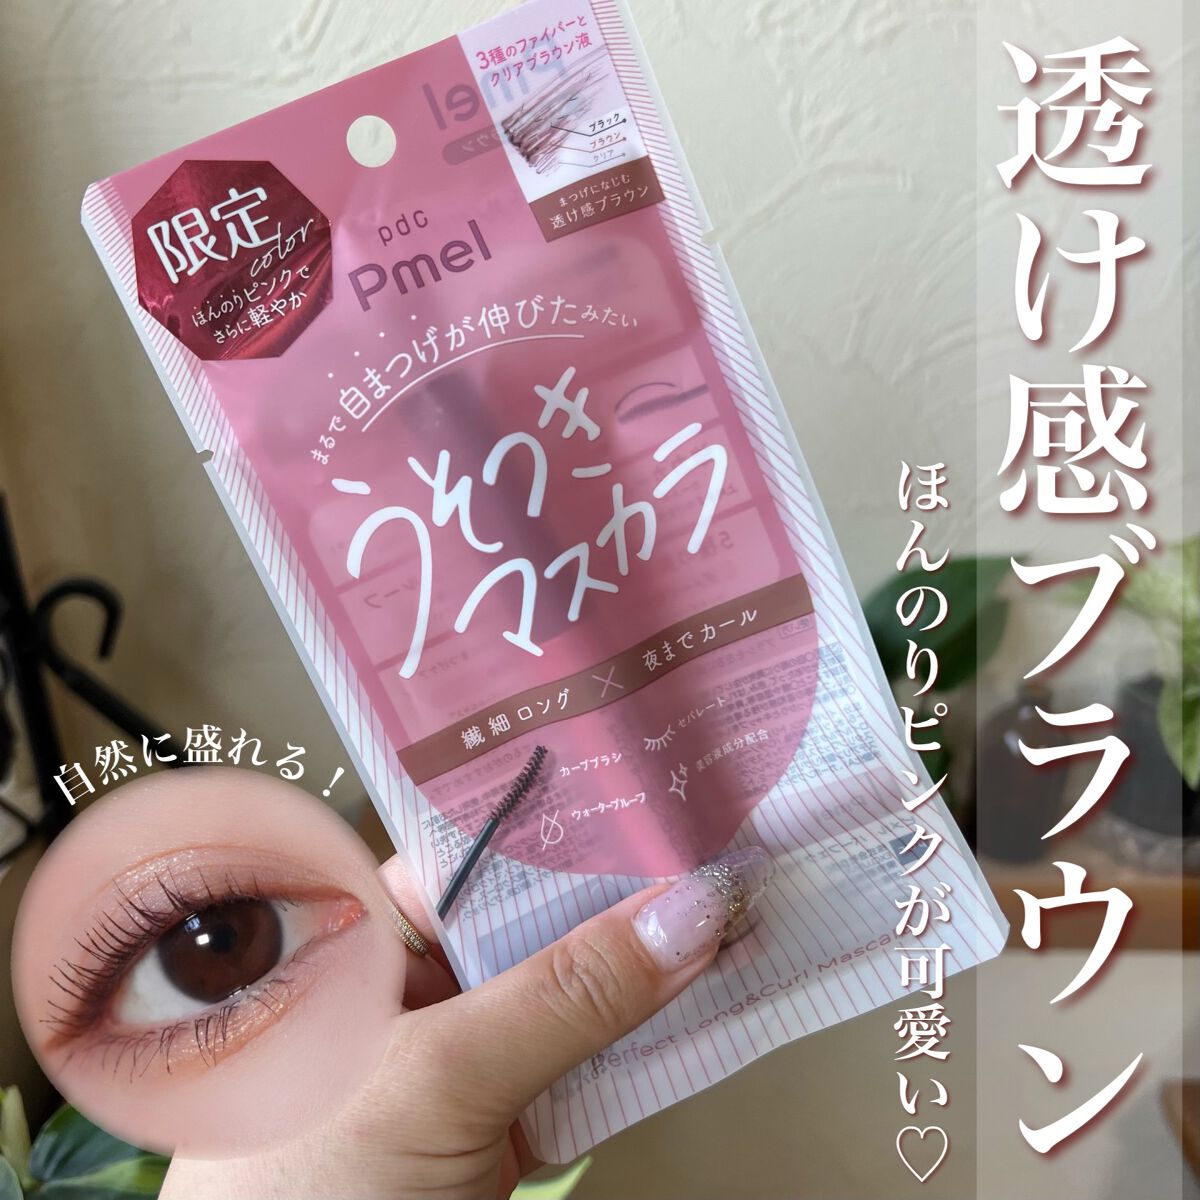 透け感ブラウン
ほんのりピンクが可愛い♡
自然に盛れる！
3種のファイバーと
クリアブラウン液
ブラック
ブラウン
クリア
まつげになじむ
透け感ブラウン
限定
color
ほんのりピンクで
さらに軽やか
pdc
Pmel
まるで自まつげが伸びたみたい
うそつき
マスカラ
繊細ロング×夜までカール
カーブブラシ
セパレート
ウォータープルーフ
美容液成分配合
Perfect Long&Curl Mascara